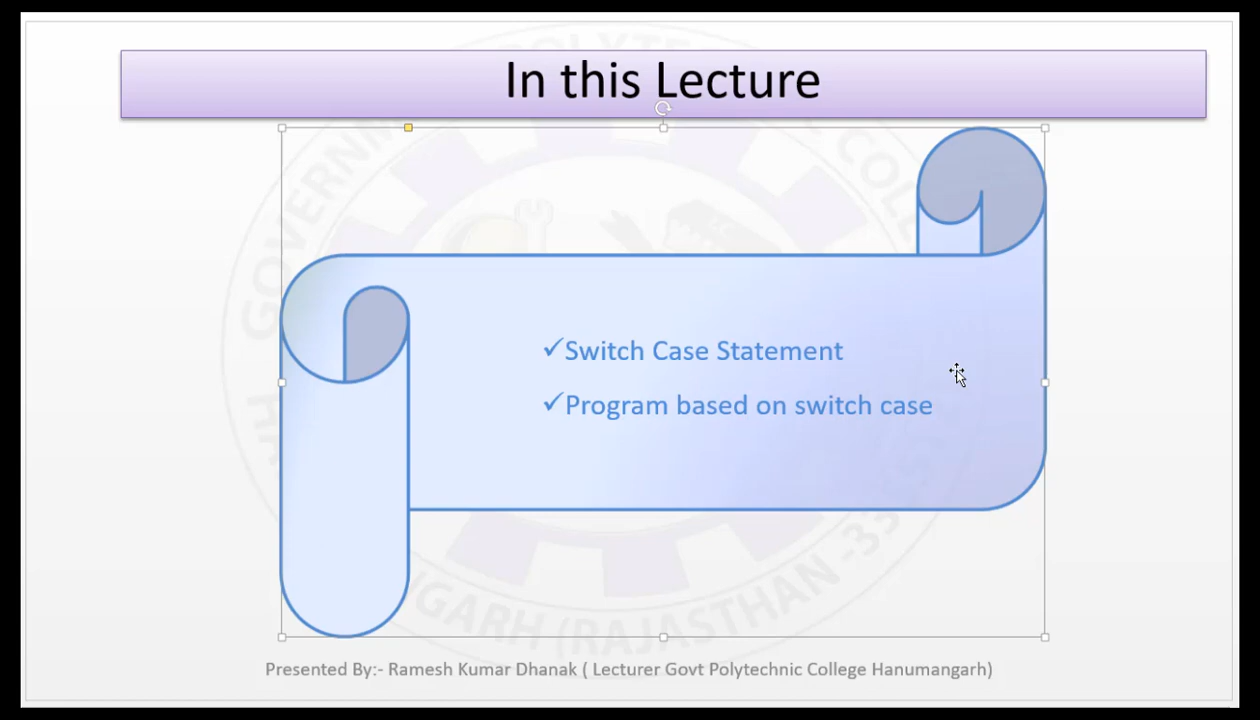 In this Lecture
✓Switch Case Statement
✓Program based on switch case
Presented By:- Ramesh Kumar Dhanak ( Lecturer Govt Polytechnic College Hanumangarh)